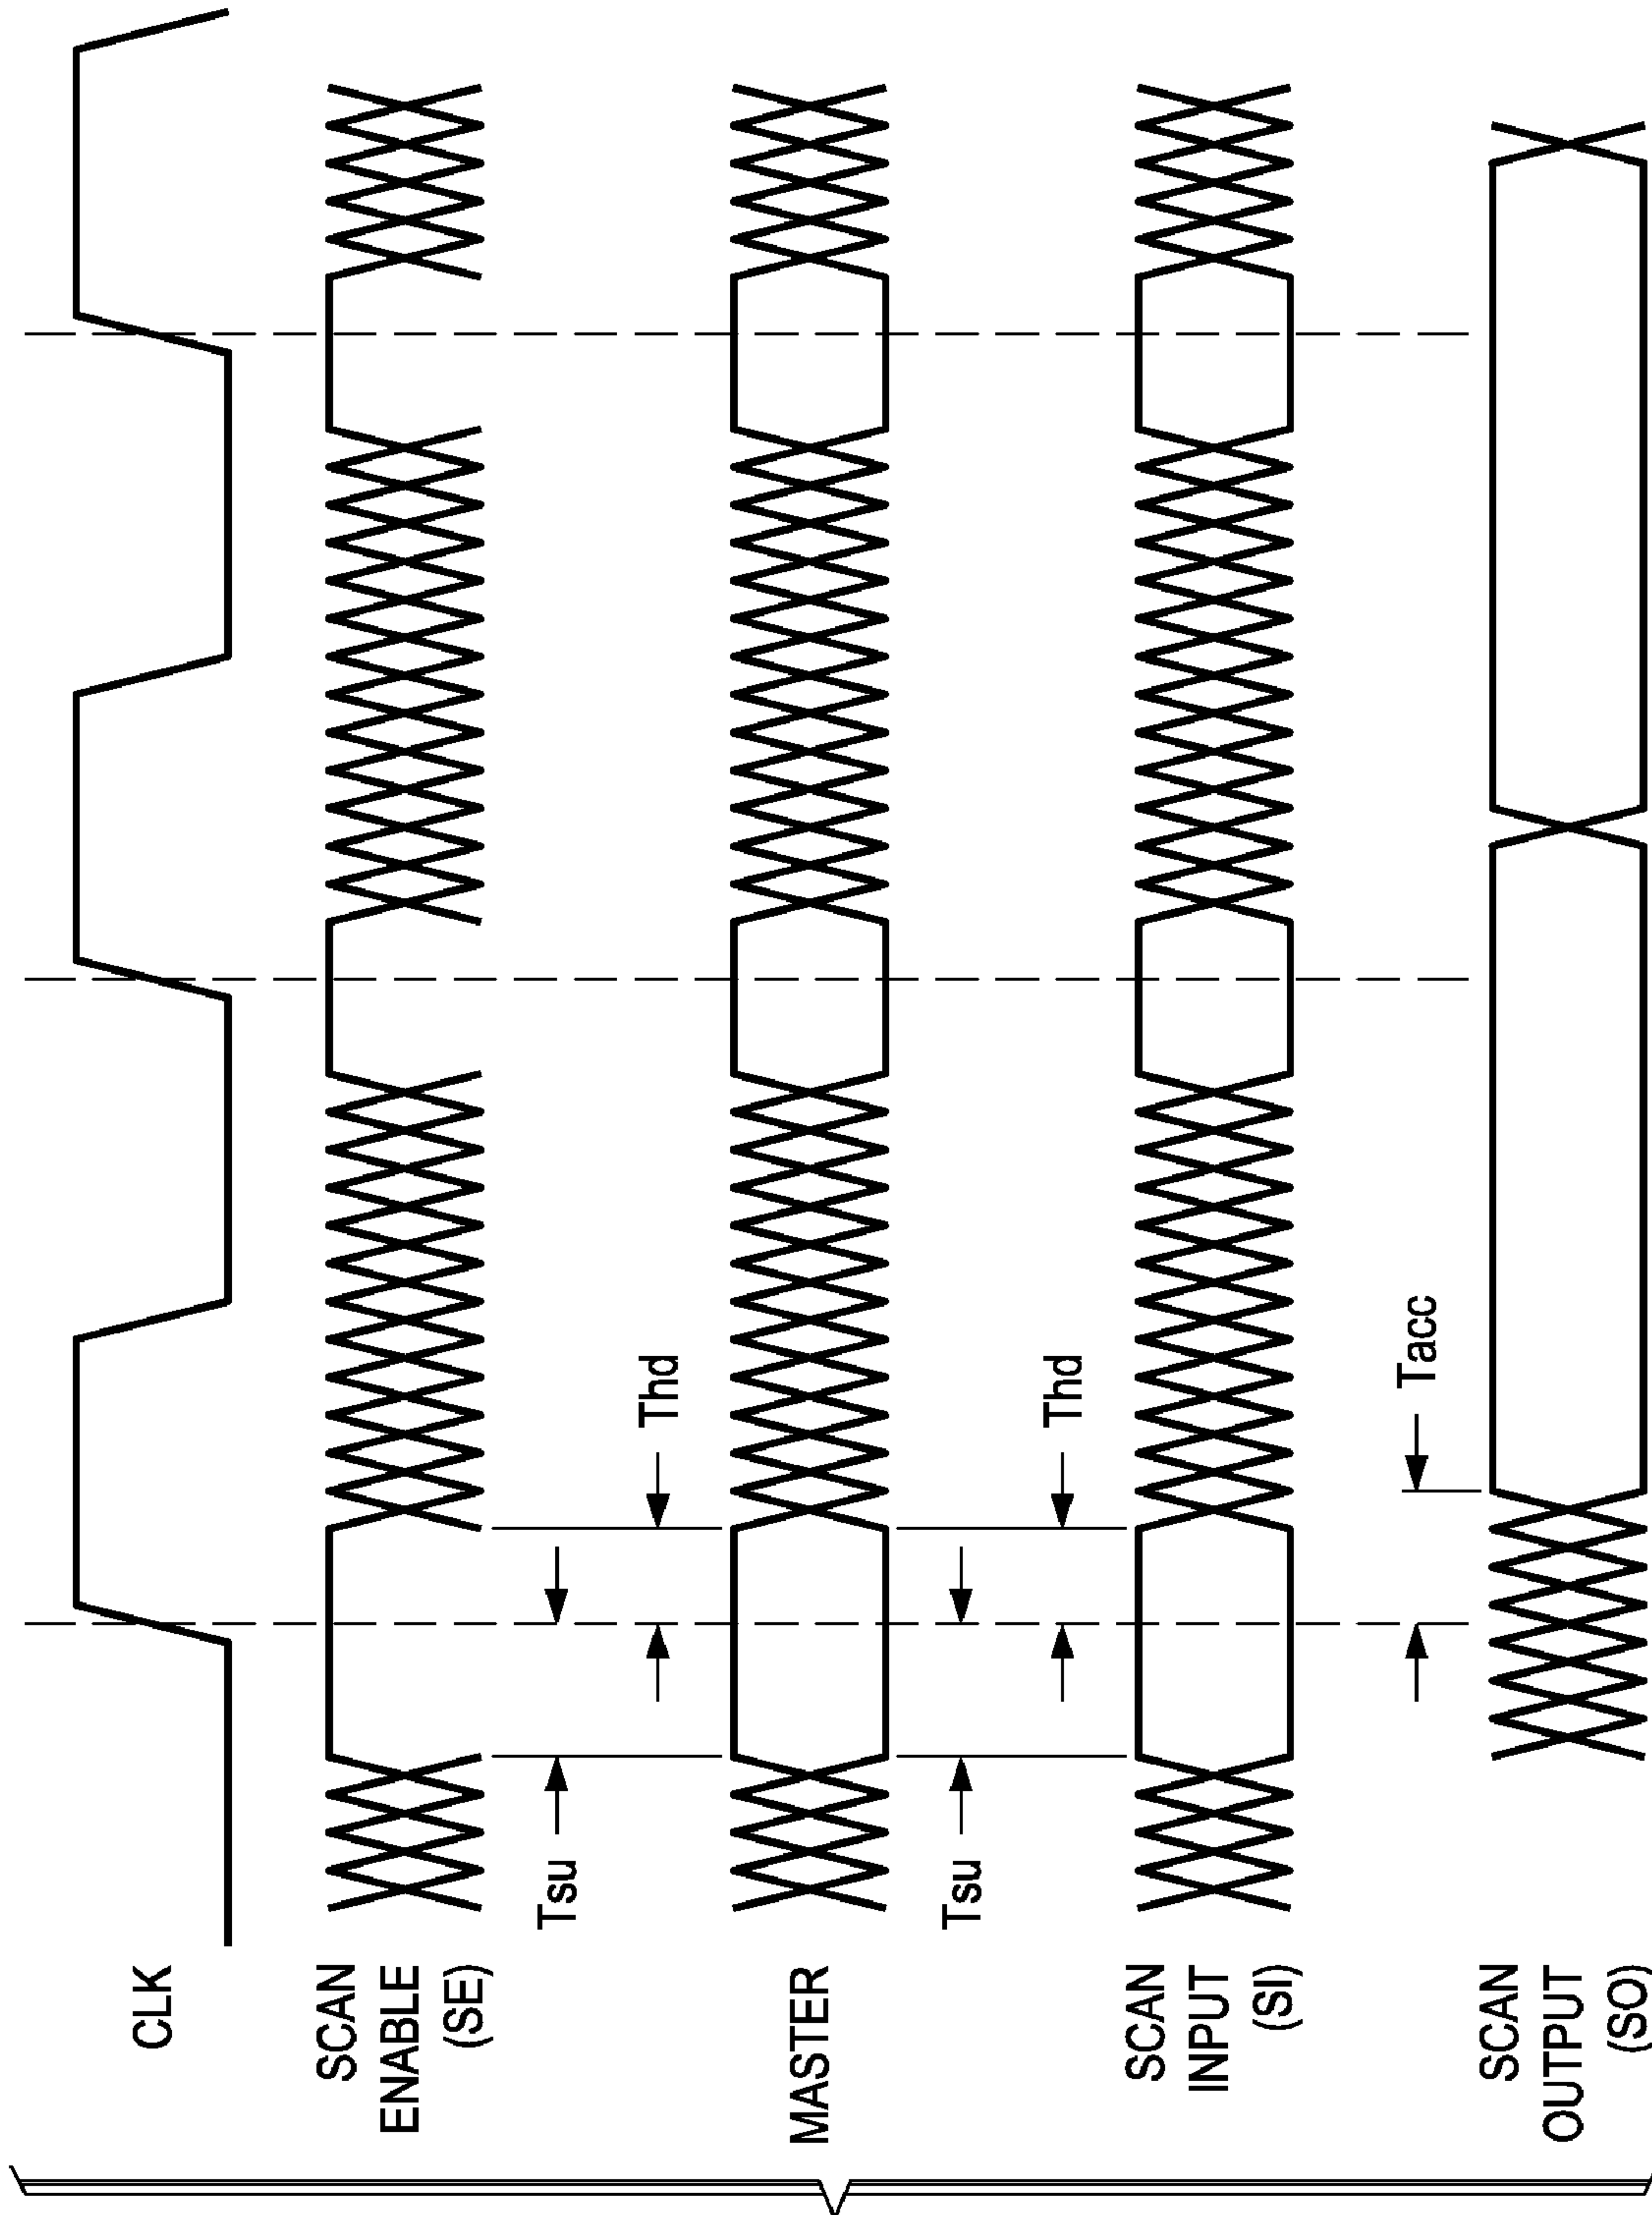 CLK
SCAN
ENABLE
(SE)
Tsu
Thd
MASTER
Tsu
Thd
SCAN
INPUT
(SI)
Tacc
SCAN
OUTPUT
(SO)